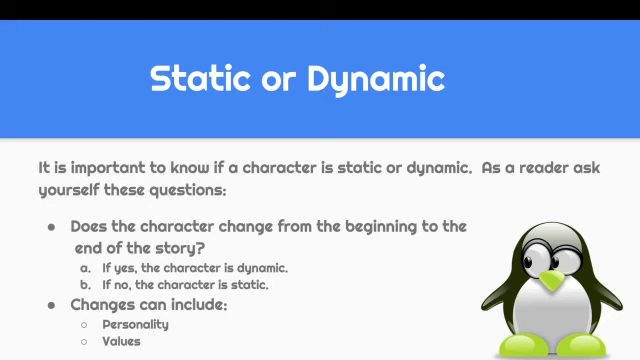 Static or Dynamic
It is important to know if a character is static or dynamic.  As a reader ask
yourself these questions:
● Does the character change from the beginning to the
end of the story?
a. If yes, the character is dynamic.
b. If no, the character is static.
● Changes can include:
○ Personality
○ Values